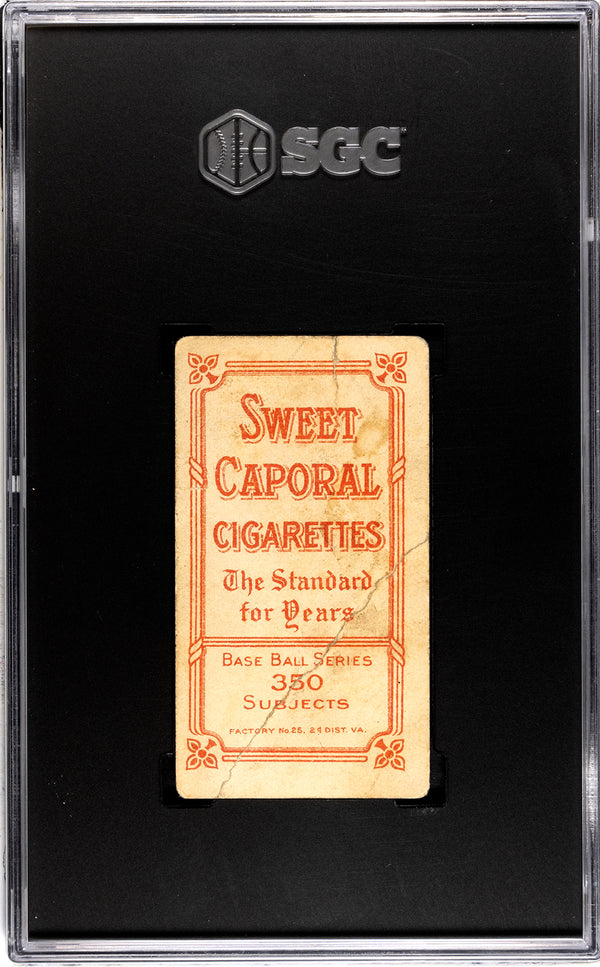 SGC
SWEET
CAPORAL
CIGARETTES
The Standard
for Years
BASE BALL SERIES
350
SUBJECTS
FACTORY No. 25, 2d DIST. VA.